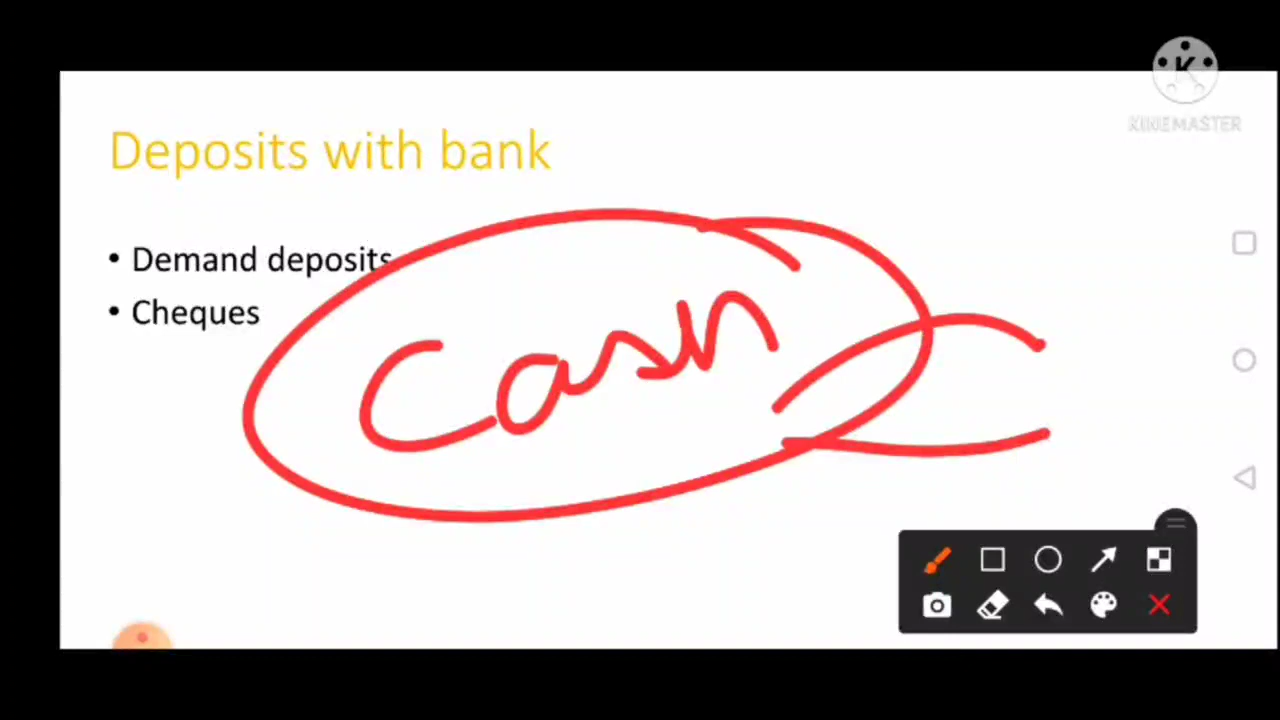 KINEMASTER
Deposits with bank
• Demand deposits
• Cheques
Cash